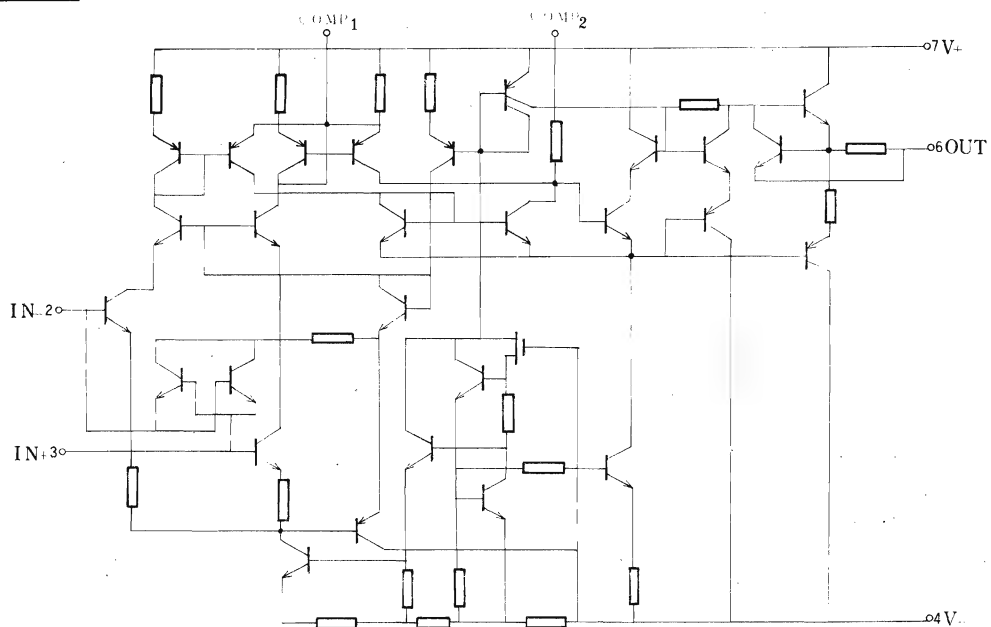 COMP1
COMP2
7V+
6OUT
IN-2
IN+3
4V-